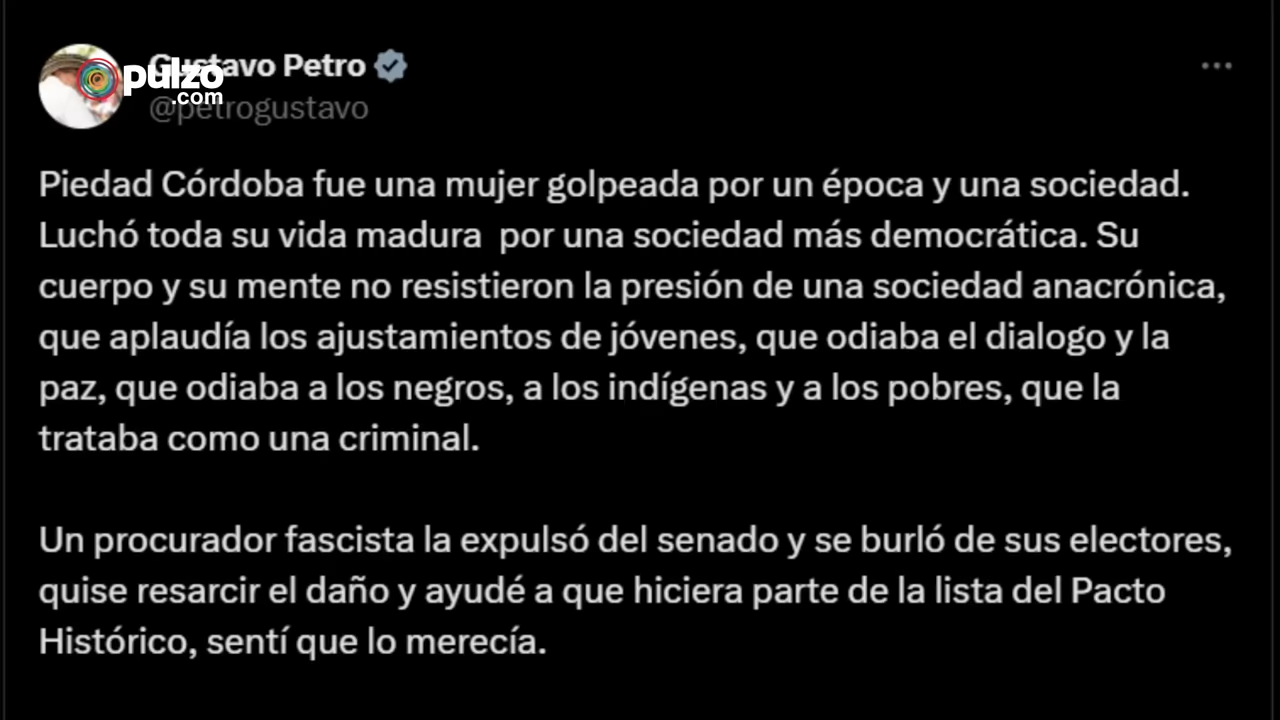 Gustavo Petro
pulzo
.com
@petrogustavo
Piedad Córdoba fue una mujer golpeada por un época y una sociedad.
Luchó toda su vida madura por una sociedad más democrática. Su
cuerpo y su mente no resistieron la presión de una sociedad anacrónica,
que aplaudía los ajustamientos de jóvenes, que odiaba el dialogo y la
paz, que odiaba a los negros, a los indígenas y a los pobres, que la
trataba como una criminal.
Un procurador fascista la expulsó del senado y se burló de sus electores,
quise resarcir el daño y ayudé a que hiciera parte de la lista del Pacto
Histórico, sentí que lo merecía.